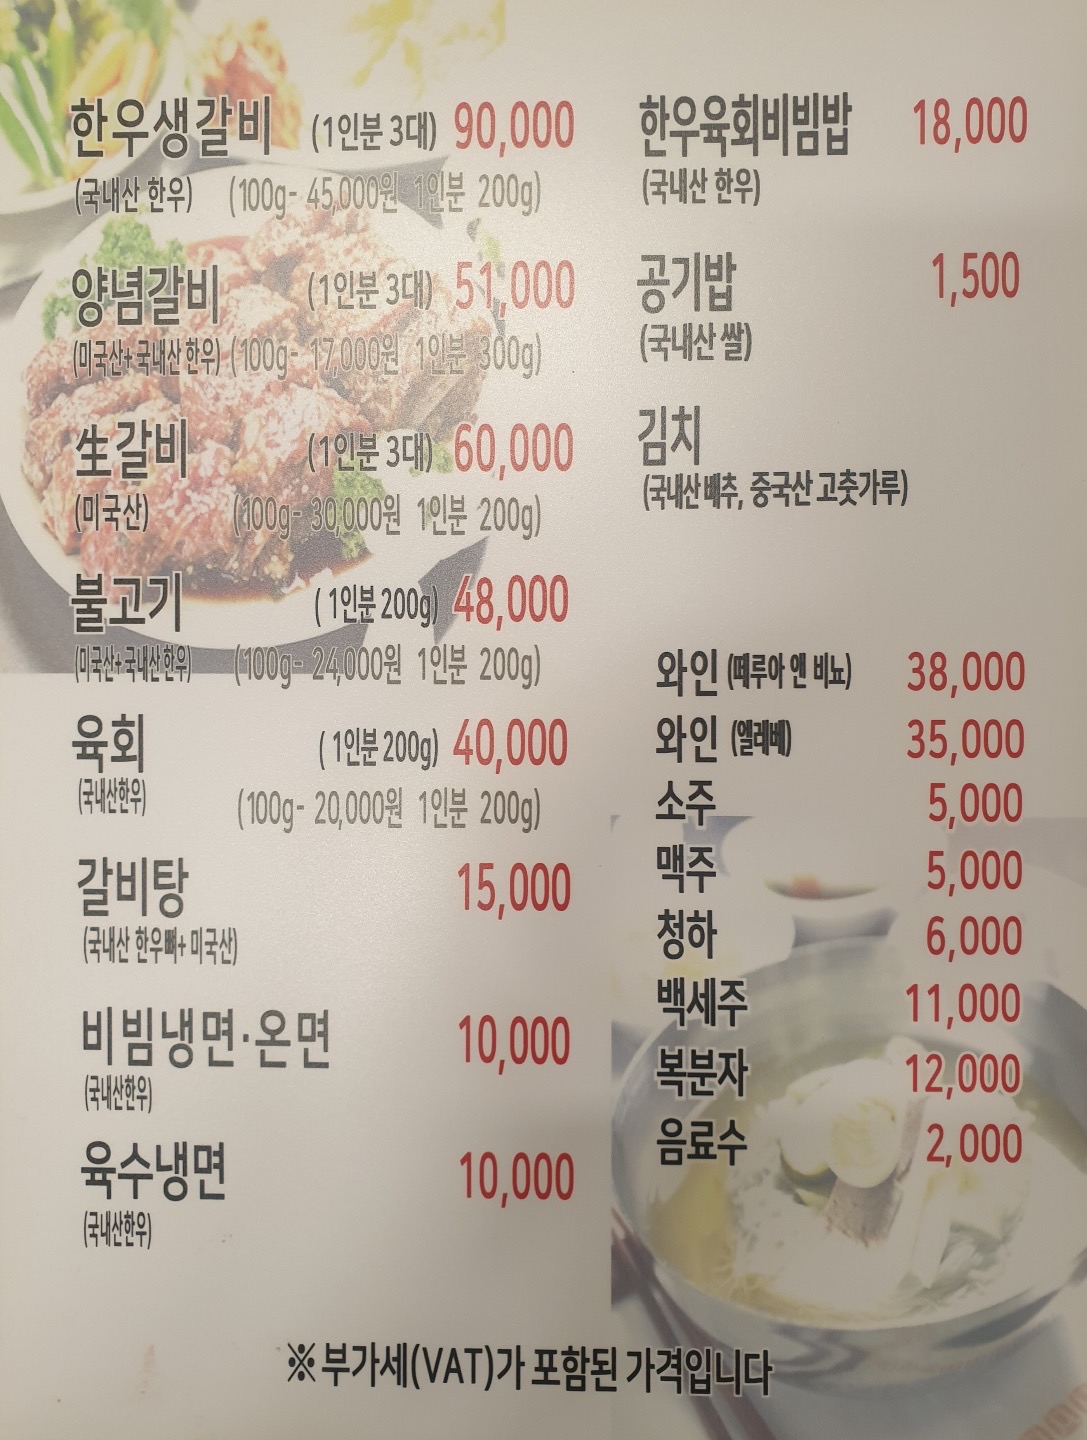 한우생갈비 (1인분 3대) 90,000
(국내산 한우) (100g- 45,000원 1인분 200g)
양념갈비 (1인분 3대) 51,000
(미국산+국내산 한우) (100g- 17,000원 1인분 300g)
生갈비 (1인분 3대) 60,000
(미국산) (100g- 30,000원 1인분 200g)
불고기 ( 1인분 200g) 48,000
(미국산+국내산한우) (100g- 24,000원 1인분 200g)
육회 ( 1인분 200g) 40,000
(국내산한우) (100g- 20,000원 1인분 200g)
갈비탕 15,000
(국내산 한우뼈+ 미국산)
비빔냉면·온면 10,000
(국내산한우)
육수냉면 10,000
(국내산한우)
한우육회비빔밥 18,000
(국내산 한우)
공기밥 1,500
(국내산 쌀)
김치
(국내산배추, 중국산 고춧가루)
와인 (떼루아 앤 비뇨) 38,000
와인 (엘레베) 35,000
소주 5,000
맥주 5,000
청하 6,000
백세주 11,000
복분자 12,000
음료수 2,000
※부가세(VAT)가 포함된 가격입니다